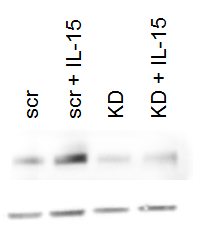 scr
scr + IL-15
KD
KD + IL-15